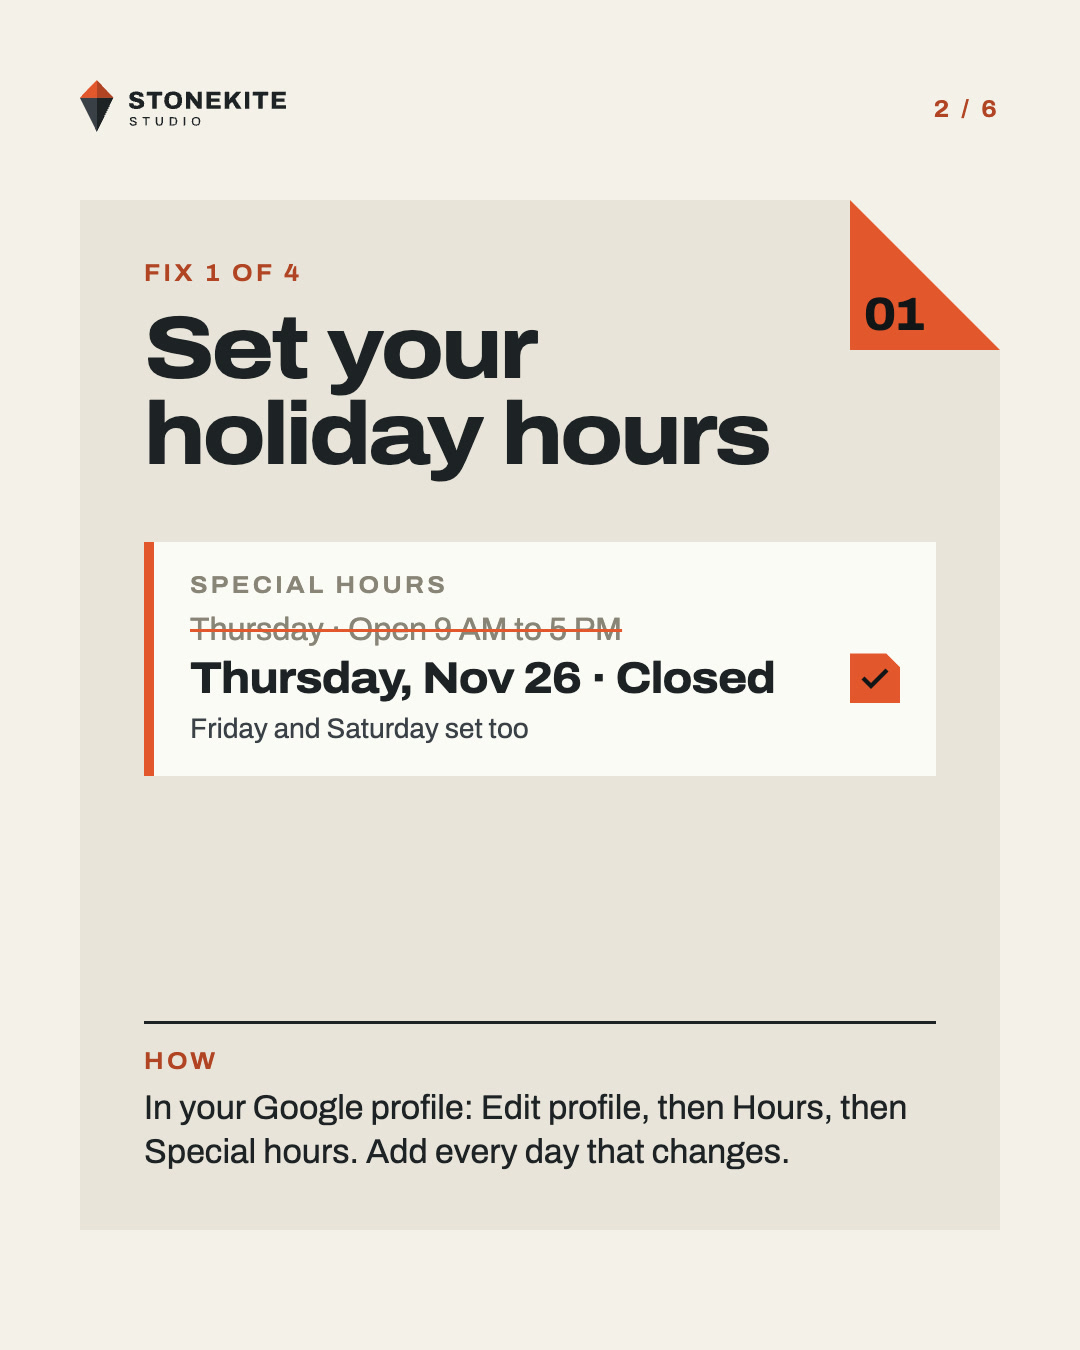 STONEKITE
STUDIO
2 / 6
FIX 1 OF 4
01
Set your
holiday hours
SPECIAL HOURS
Thursday · Open 9 AM to 5 PM
Thursday, Nov 26 · Closed
Friday and Saturday set too
HOW
In your Google profile: Edit profile, then Hours, then
Special hours. Add every day that changes.